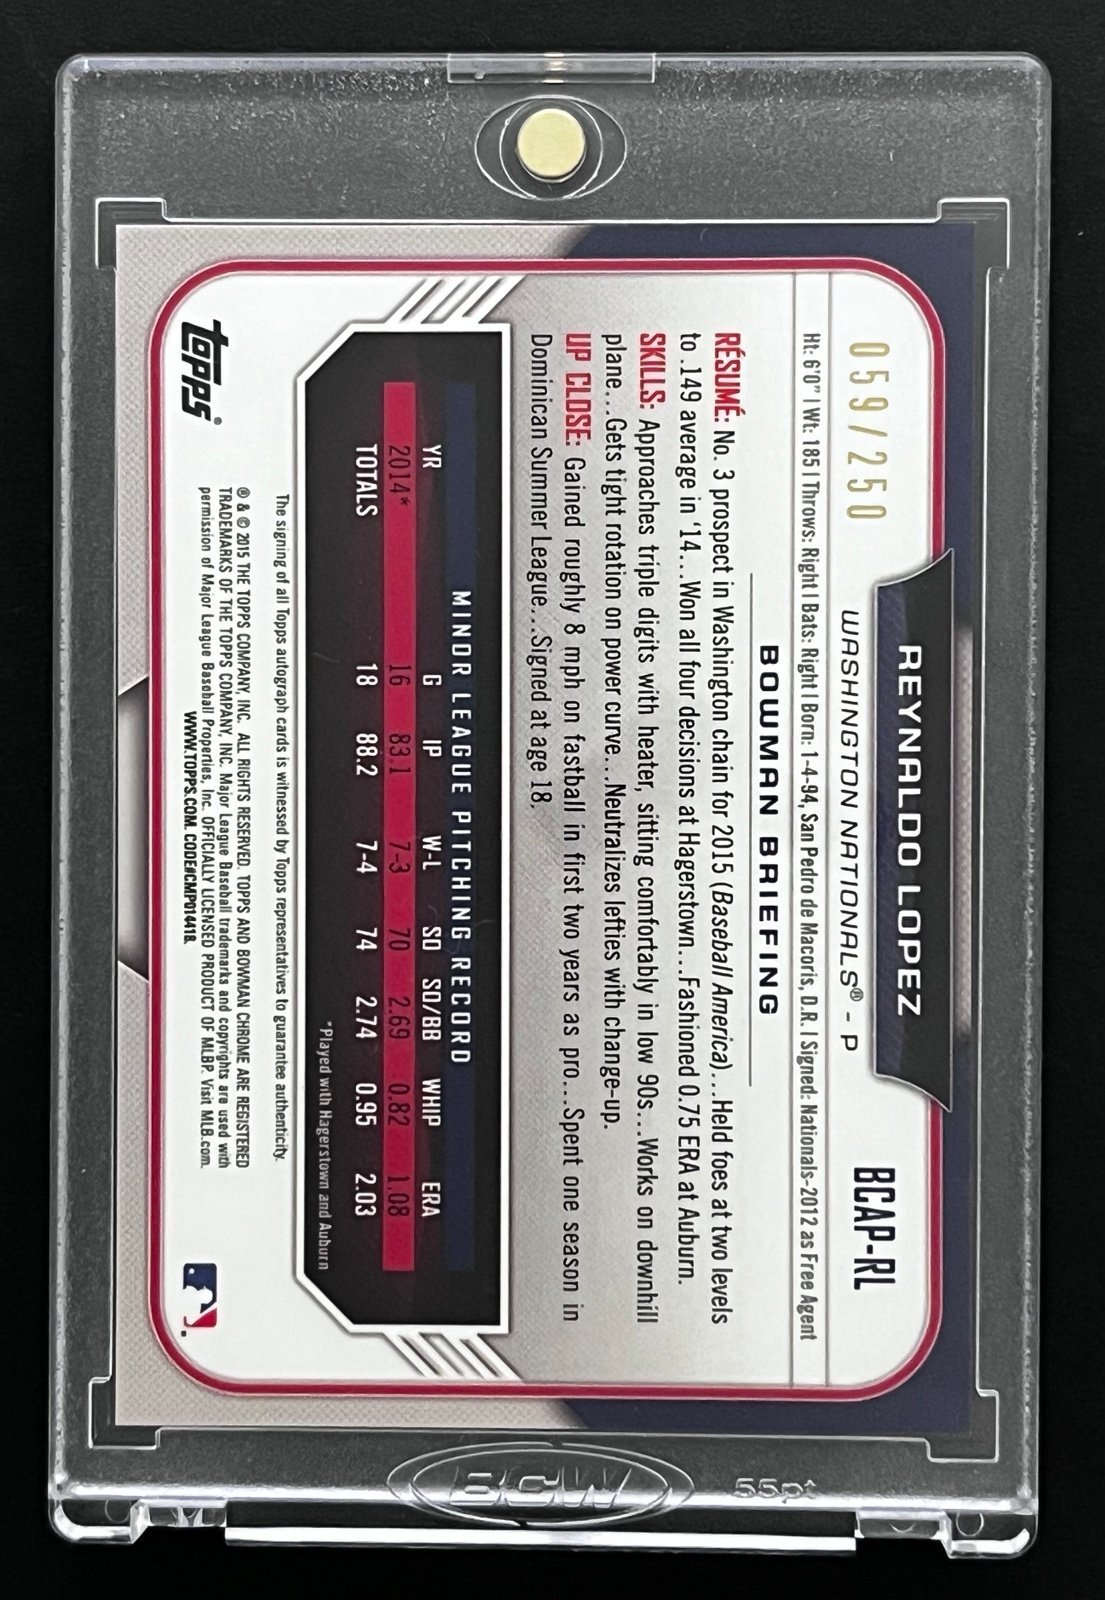 REYNALDO LOPEZ
059/250
WASHINGTON NATIONALS® - P
BCAP-RL
Ht: 6'0" | Wt: 185 | Throws: Right | Bats: Right | Born: 1-4-94, San Pedro de Macoris, D.R. | Signed: Nationals-2012 as Free Agent
BOWMAN BRIEFING
RÉSUMÉ: No. 3 prospect in Washington chain for 2015 (Baseball America)...Held foes at two levels
to .149 average in '14...Won all four decisions at Hagerstown...Fashioned 0.75 ERA at Auburn.
SKILLS: Approaches triple digits with heater, sitting comfortably in low 90s...Works on downhill
plane...Gets tight rotation on power curve...Neutralizes lefties with change-up.
UP CLOSE: Gained roughly 8 mph on fastball in first two years as pro...Spent one season in
Dominican Summer League...Signed at age 18.
MINOR LEAGUE PITCHING RECORD
YR G IP W-L SO SO/BB WHIP ERA
2014* 16 83.1 7-3 70 2.69 0.82 1.08
TOTALS 18 88.2 7-4 74 2.74 0.95 2.03
*Played with Hagerstown and Auburn
The signing of all Topps autograph cards is witnessed by Topps representatives to guarantee authenticity.
topps®
® & © 2015 THE TOPPS COMPANY, INC. ALL RIGHTS RESERVED. TOPPS AND BOWMAN CHROME ARE REGISTERED
TRADEMARKS OF THE TOPPS COMPANY, INC. Major League Baseball trademarks and copyrights are used with
permission of Major League Baseball Properties, Inc. OFFICIALLY LICENSED PRODUCT OF MLBP. Visit MLB.com.
WWW.TOPPS.COM. CODE#CMP014418.
BCW
55pt